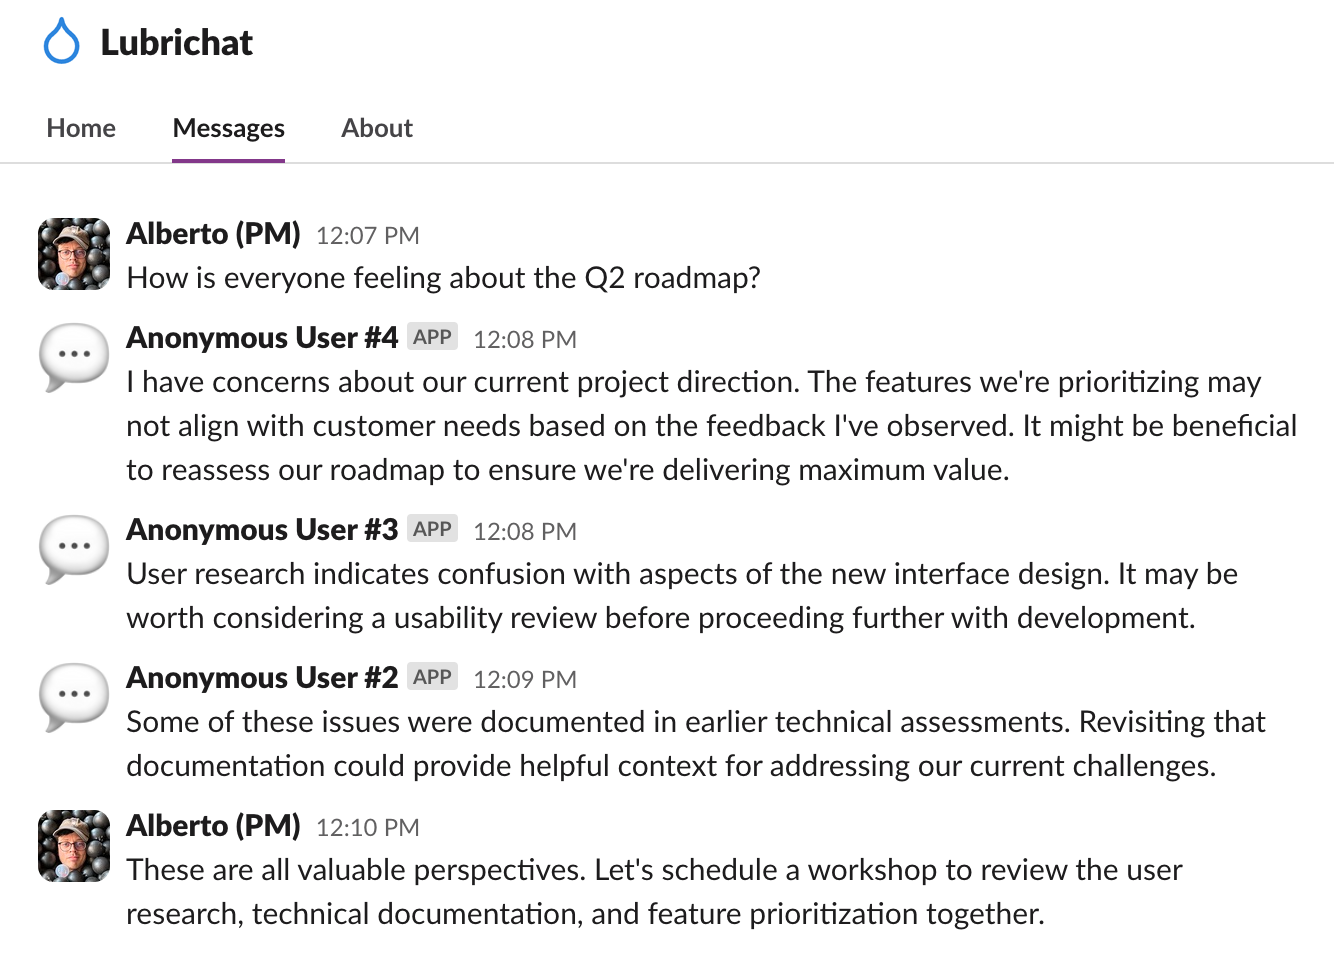 Lubrichat
Home Messages About
Alberto (PM) 12:07 PM
How is everyone feeling about the Q2 roadmap?
Anonymous User #4 APP 12:08 PM
I have concerns about our current project direction. The features we're prioritizing may
not align with customer needs based on the feedback I've observed. It might be beneficial
to reassess our roadmap to ensure we're delivering maximum value.
Anonymous User #3 APP 12:08 PM
User research indicates confusion with aspects of the new interface design. It may be
worth considering a usability review before proceeding further with development.
Anonymous User #2 APP 12:09 PM
Some of these issues were documented in earlier technical assessments. Revisiting that
documentation could provide helpful context for addressing our current challenges.
Alberto (PM) 12:10 PM
These are all valuable perspectives. Let's schedule a workshop to review the user
research, technical documentation, and feature prioritization together.